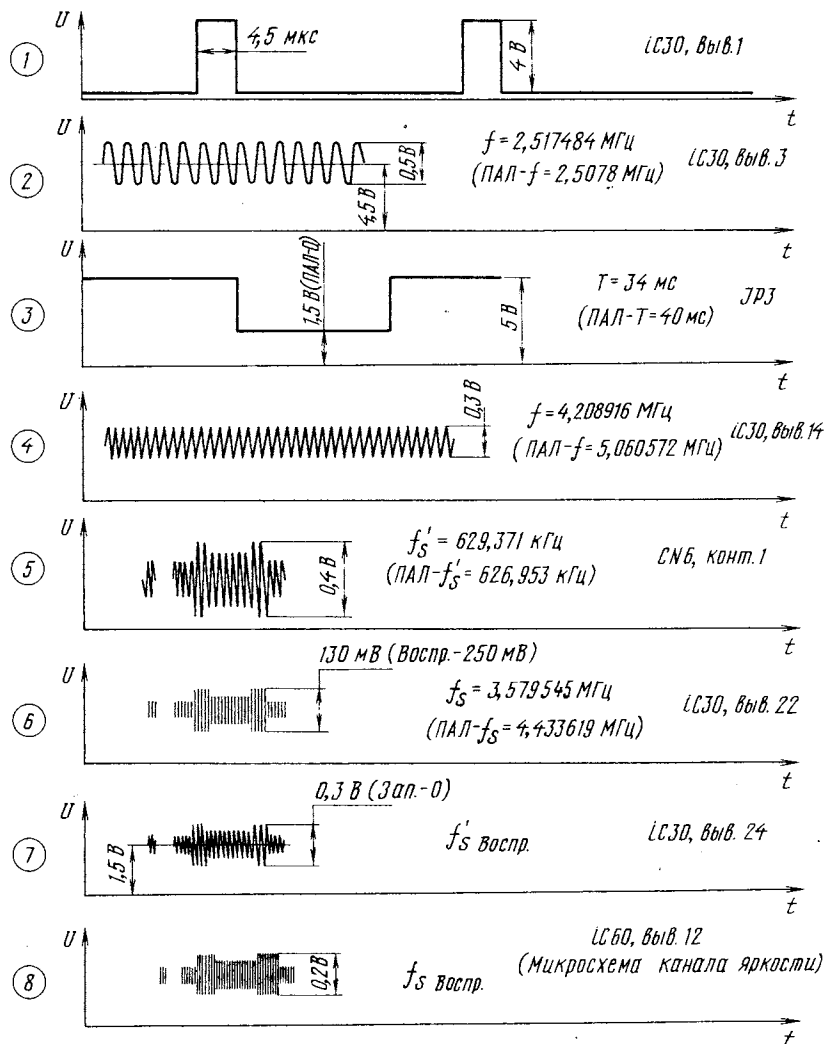 U
1
4,5 мкс
4 В
iC30, Выв.1
t
U
2
0,5 В
4,5 В
f = 2,517484 МГц
(ПАЛ-f = 2,5078 МГц)
iC30, Выв. 3
t
U
3
1,5 В (ПАЛ-0)
5 В
T = 34 мс
(ПАЛ-T = 40 мс)
JP3
t
U
4
0,3 В
f = 4,208916 МГц
(ПАЛ-f = 5,060572 МГц)
iC30, Выв. 14
t
U
5
0,4 В
fs' = 629,371 кГц
(ПАЛ-fs' = 626,953 кГц)
CN6, конт. 1
t
U
6
130 мВ (Воспр.-250 мВ)
fs = 3,579545 МГц
(ПАЛ-fs = 4,433619 МГц)
iC30, Выв. 22
t
U
7
1,5 В
0,3 В (Зап.-0)
fs' Воспр.
iC30, Выв. 24
t
U
8
0,2 В
fs Воспр.
iC60, Выв. 12
(Микросхема канала яркости)
t